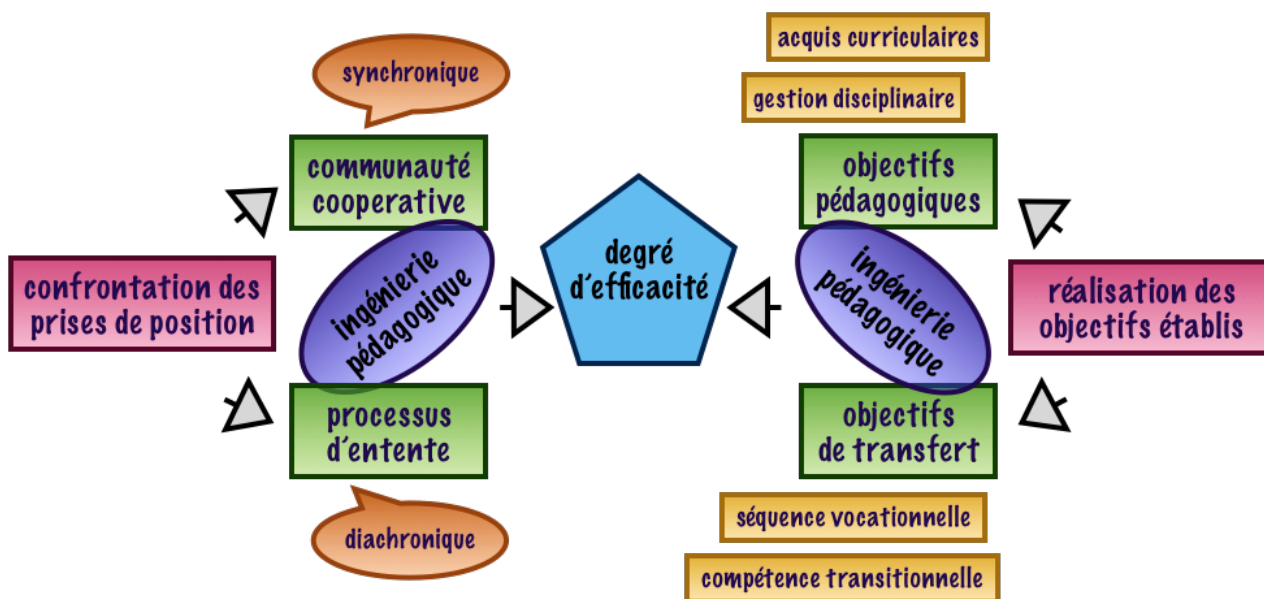 synchronique
communauté
cooperative
confrontation des
prises de position
ingénierie
pédagogique
processus
d'entente
diachronique
degré
d'efficacité
acquis curriculaires
gestion disciplinaire
objectifs
pédagogiques
ingénierie
pédagogique
réalisation des
objectifs établis
objectifs
de transfert
séquence vocationnelle
compétence transitionnelle